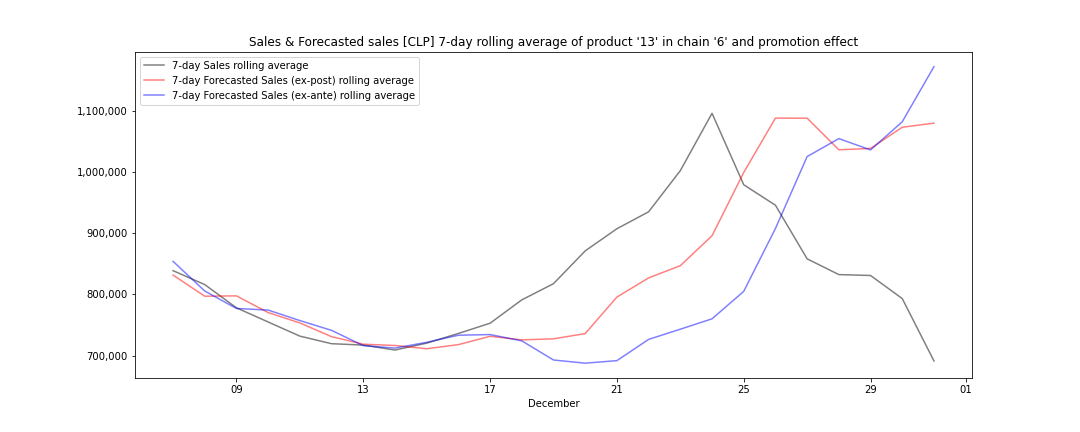 Sales & Forecasted sales [CLP] 7-day rolling average of product '13' in chain '6' and promotion effect
7-day Sales rolling average
7-day Forecasted Sales (ex-post) rolling average
7-day Forecasted Sales (ex-ante) rolling average
1,100,000
1,000,000
900,000
800,000
700,000
09 13 17 21 25 29 01
December